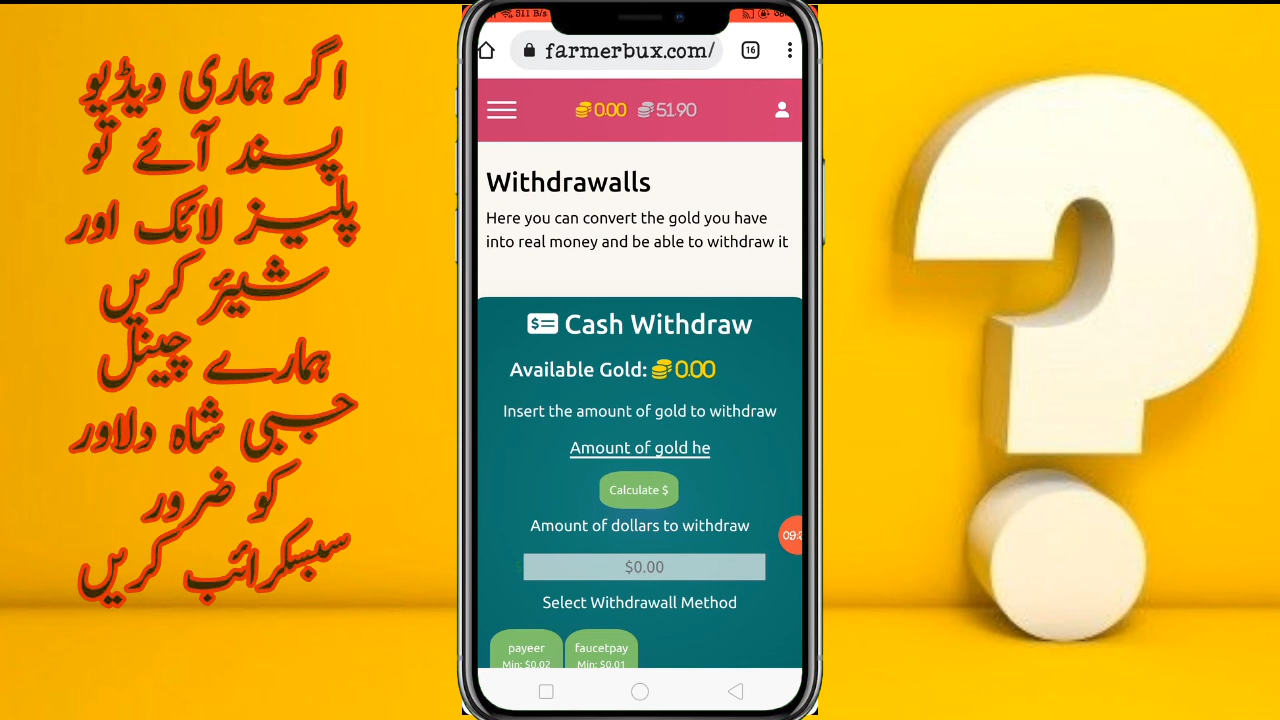 اگر ہماری ویڈیو
پسند آئے تو
پلیز لائک اور
شیئر کریں
ہمارے چینل
جبی شاہ دلاور
کو ضرور
سبسکرائب کریں
311 B/s
farmerbux.com/
16
0.00 51.90
Withdrawalls
Here you can convert the gold you have
into real money and be able to withdraw it
Cash Withdraw
Available Gold: 0.00
Insert the amount of gold to withdraw
Amount of gold he
Calculate $
Amount of dollars to withdraw
$0.00
Select Withdrawall Method
payeer faucetpay
Min: $0.02 Min: $0.01